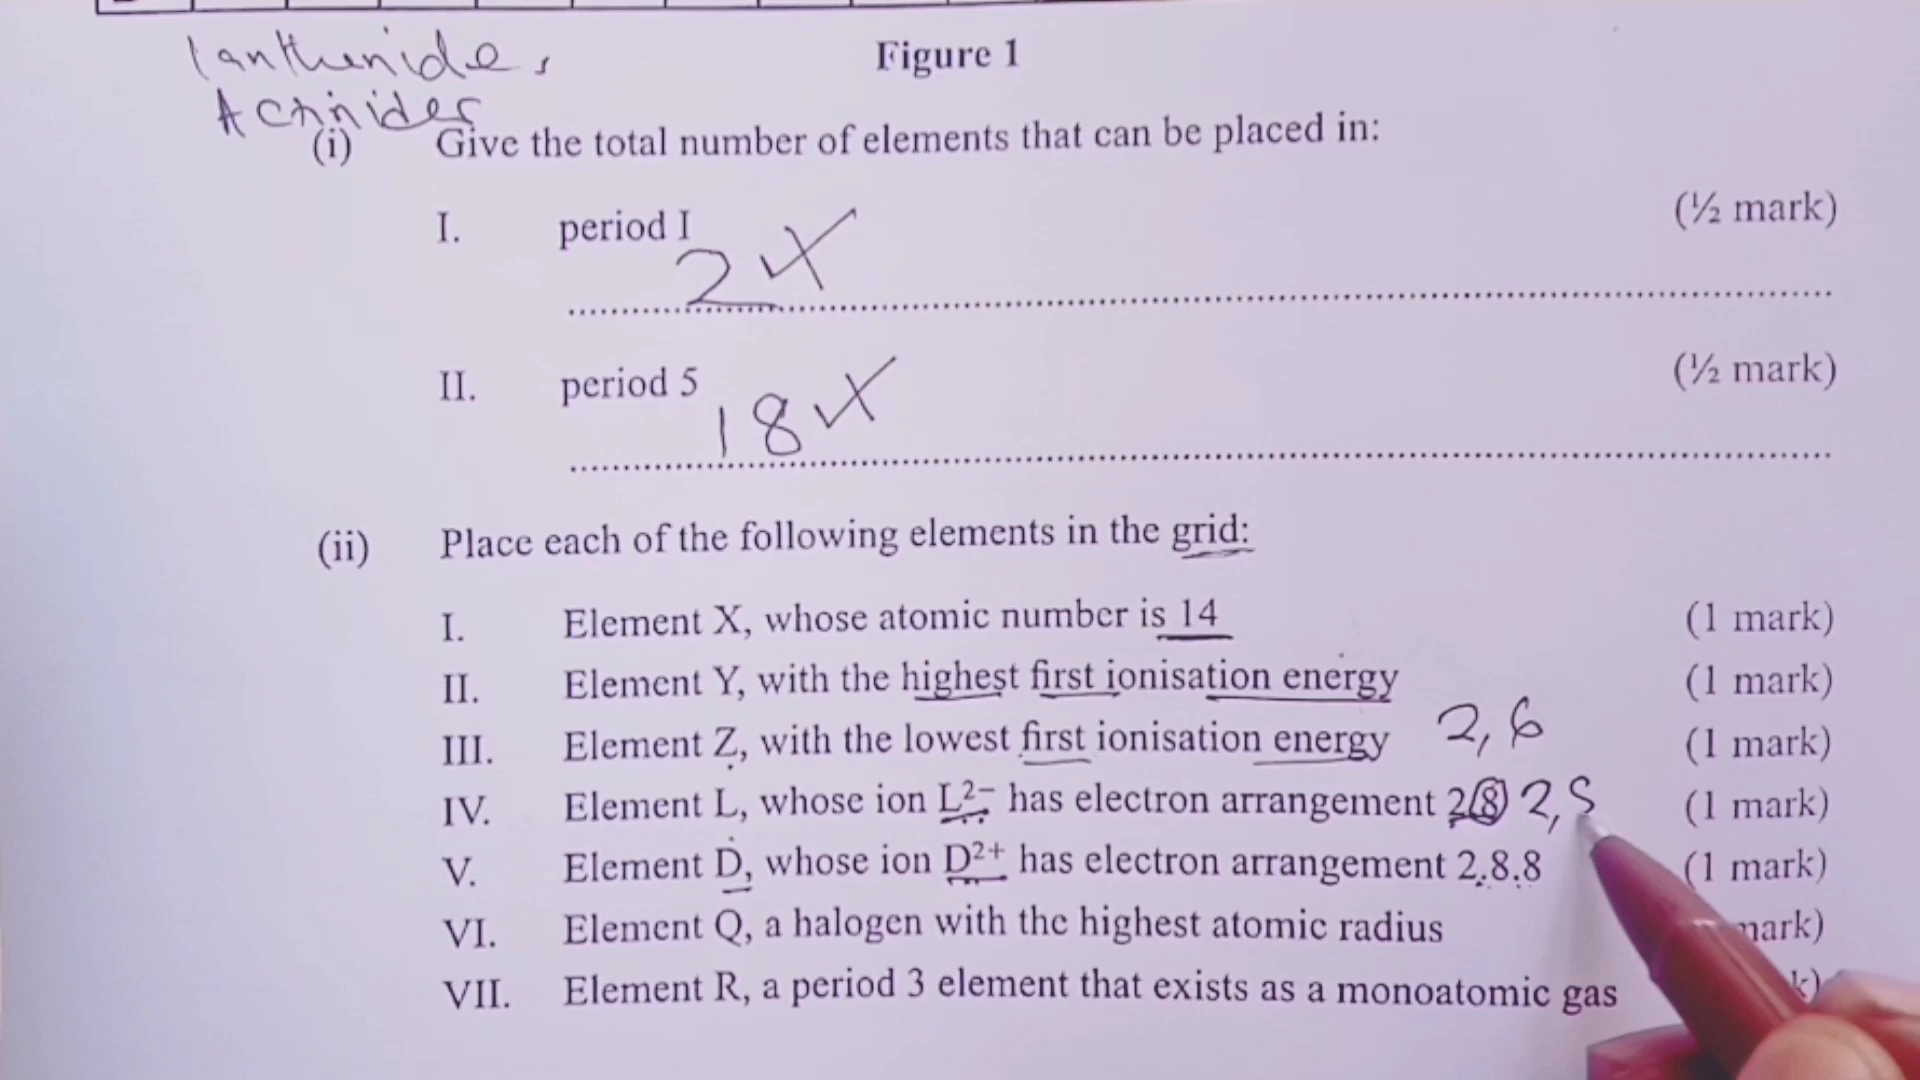 lanthenide,
Figure 1
Actinides
(i) Give the total number of elements that can be placed in:
I. period I (½ mark)
2
II. period 5 (½ mark)
18
(ii) Place each of the following elements in the grid:
I. Element X, whose atomic number is 14 (1 mark)
II. Element Y, with the highest first ionisation energy (1 mark)
III. Element Z, with the lowest first ionisation energy 2,6 (1 mark)
IV. Element L, whose ion L²⁻ has electron arrangement 2.8 2, (1 mark)
V. Element D, whose ion D²⁺ has electron arrangement 2.8.8 (1 mark)
VI. Element Q, a halogen with the highest atomic radius mark)
VII. Element R, a period 3 element that exists as a monoatomic gas k)